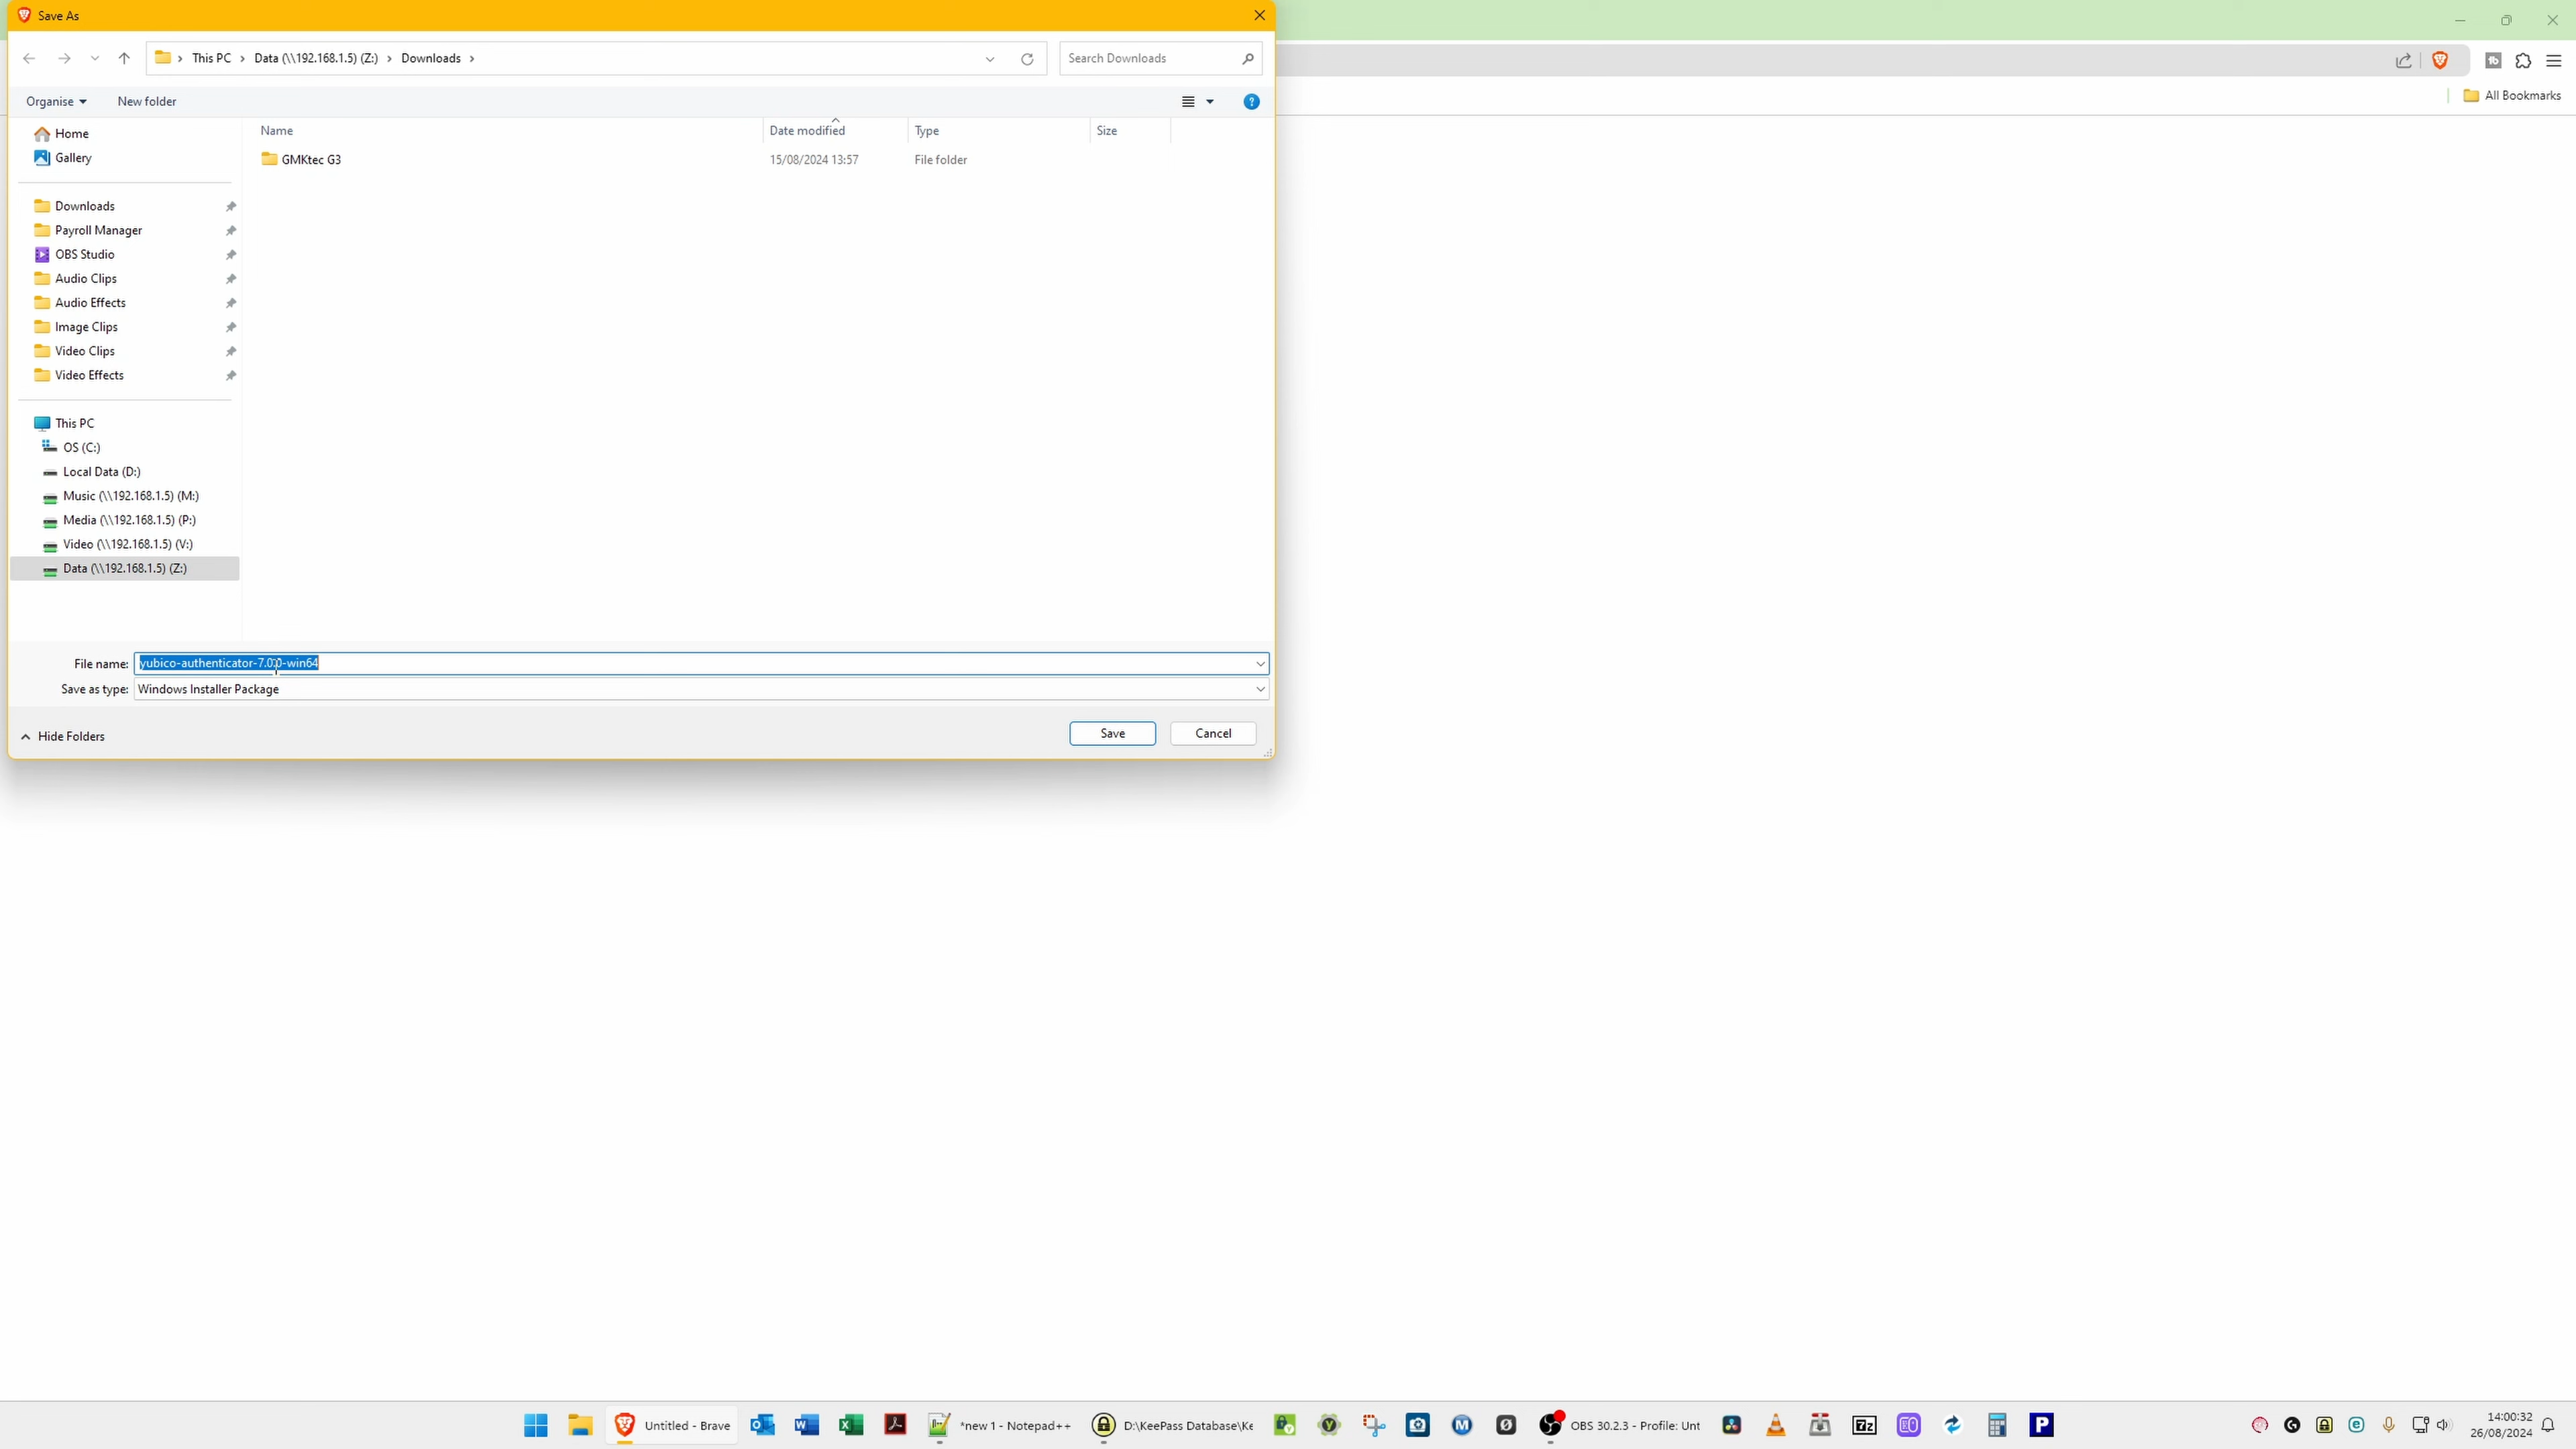 Save As
This PC > Data (\\192.168.1.5) (Z:) > Downloads >
Search Downloads
Organise
New folder
All Bookmarks
Home
Gallery
Downloads
Payroll Manager
OBS Studio
Audio Clips
Audio Effects
Image Clips
Video Clips
Video Effects
This PC
OS (C:)
Local Data (D:)
Music (\\192.168.1.5) (M:)
Media (\\192.168.1.5) (P:)
Video (\\192.168.1.5) (V:)
Data (\\192.168.1.5) (Z:)
Name Date modified Type Size
GMKtec G3 15/08/2024 13:57 File folder
File name: yubico-authenticator-7.0.0-win64
Save as type: Windows Installer Package
Hide Folders
Save Cancel
Untitled - Brave
*new 1 - Notepad++
D:\KeePass Database\Ke
OBS 30.2.3 - Profile: Unt
14:00:32
26/08/2024